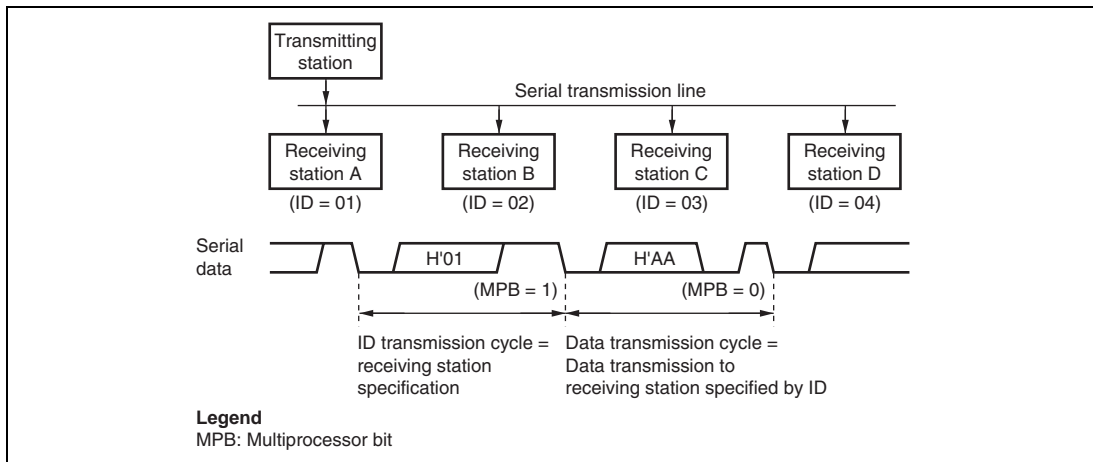 Transmitting
station
Serial transmission line
Receiving
station A
Receiving
station B
Receiving
station C
Receiving
station D
(ID = 01)
(ID = 02)
(ID = 03)
(ID = 04)
Serial
data
H'01
H'AA
(MPB = 1)
(MPB = 0)
ID transmission cycle =
receiving station
specification
Data transmission cycle =
Data transmission to
receiving station specified by ID
Legend
MPB: Multiprocessor bit